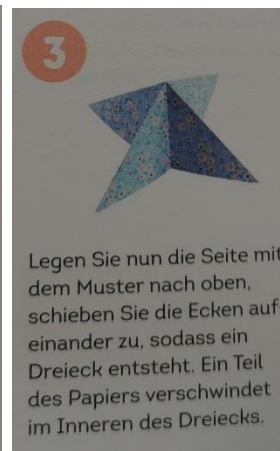 3
Legen Sie nun die Seite mit
dem Muster nach oben,
schieben Sie die Ecken auf
einander zu, sodass ein
Dreieck entsteht. Ein Teil
des Papiers verschwindet
im Inneren des Dreiecks.